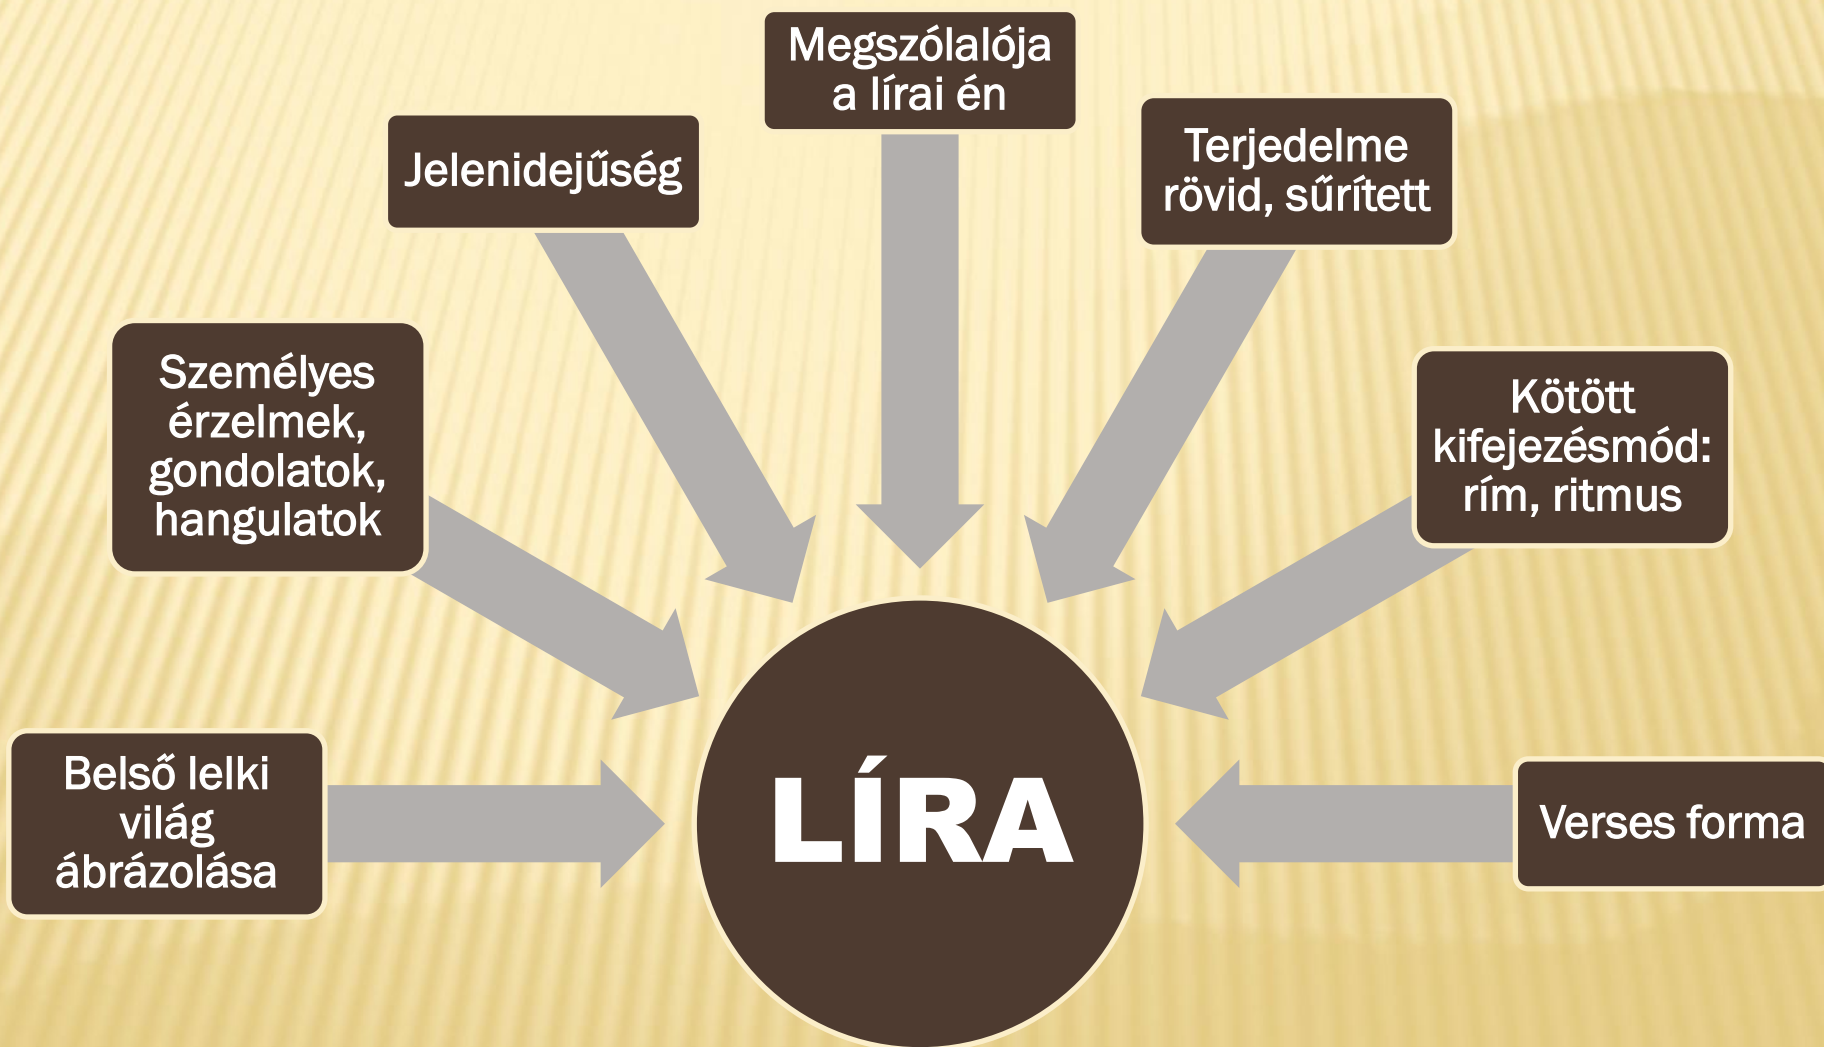 Megszólalója
a lírai én
Jelenidejűség
Terjedelme
rövid, sűrített
Személyes
érzelmek,
gondolatok,
hangulatok
Kötött
kifejezésmód:
rím, ritmus
Belső lelki
világ
ábrázolása
LÍRA
Verses forma